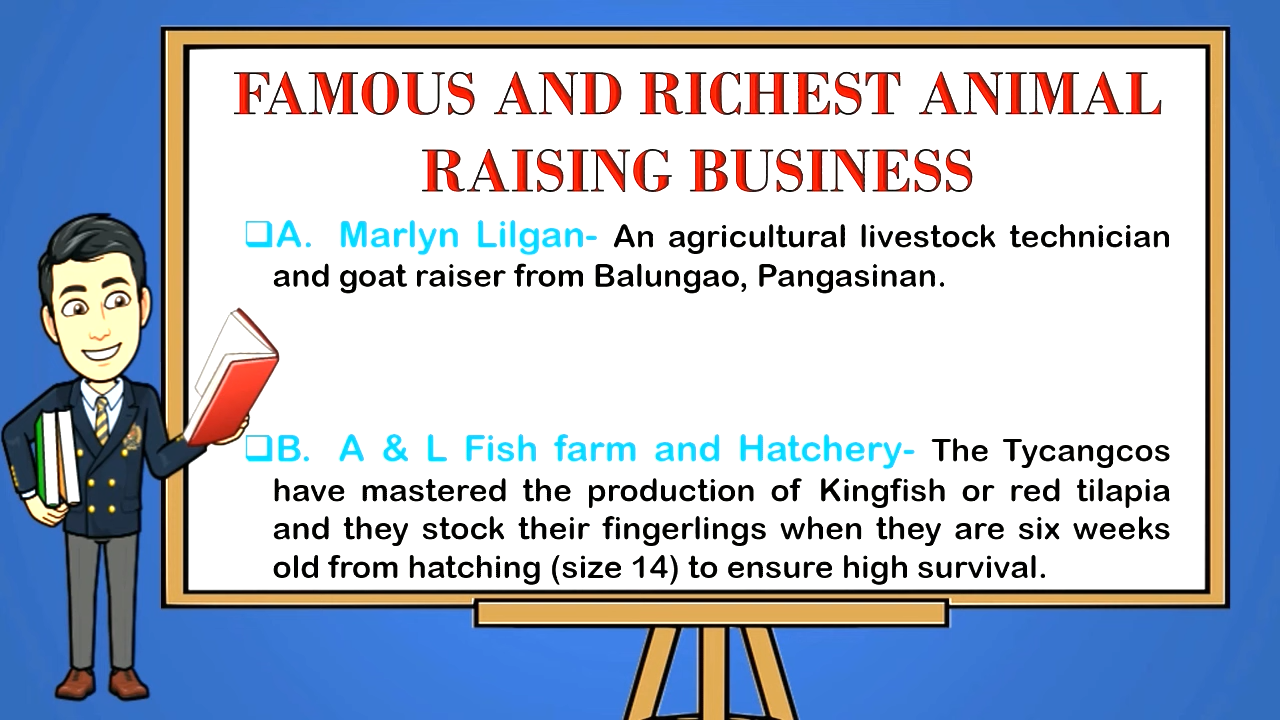 FAMOUS AND RICHEST ANIMAL
RAISING BUSINESS
❑A. Marlyn Lilgan- An agricultural livestock technician
and goat raiser from Balungao, Pangasinan.
❑B. A & L Fish farm and Hatchery- The Tycangcos
have mastered the production of Kingfish or red tilapia
and they stock their fingerlings when they are six weeks
old from hatching (size 14) to ensure high survival.